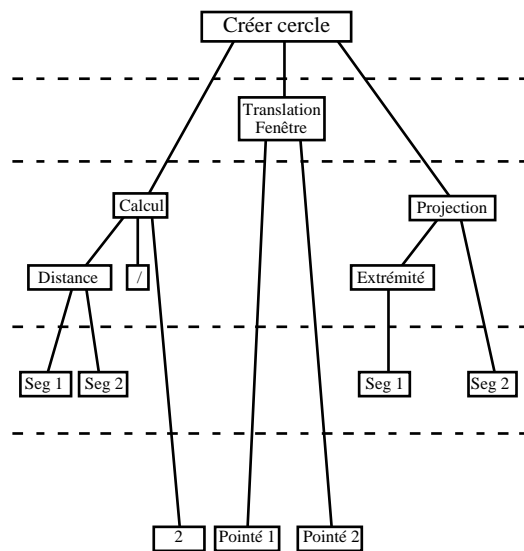 Créer cercle
Translation
Fenêtre
Calcul
Projection
Distance
/
Extrémité
Seg 1
Seg 2
Seg 1
Seg 2
2
Pointé 1
Pointé 2